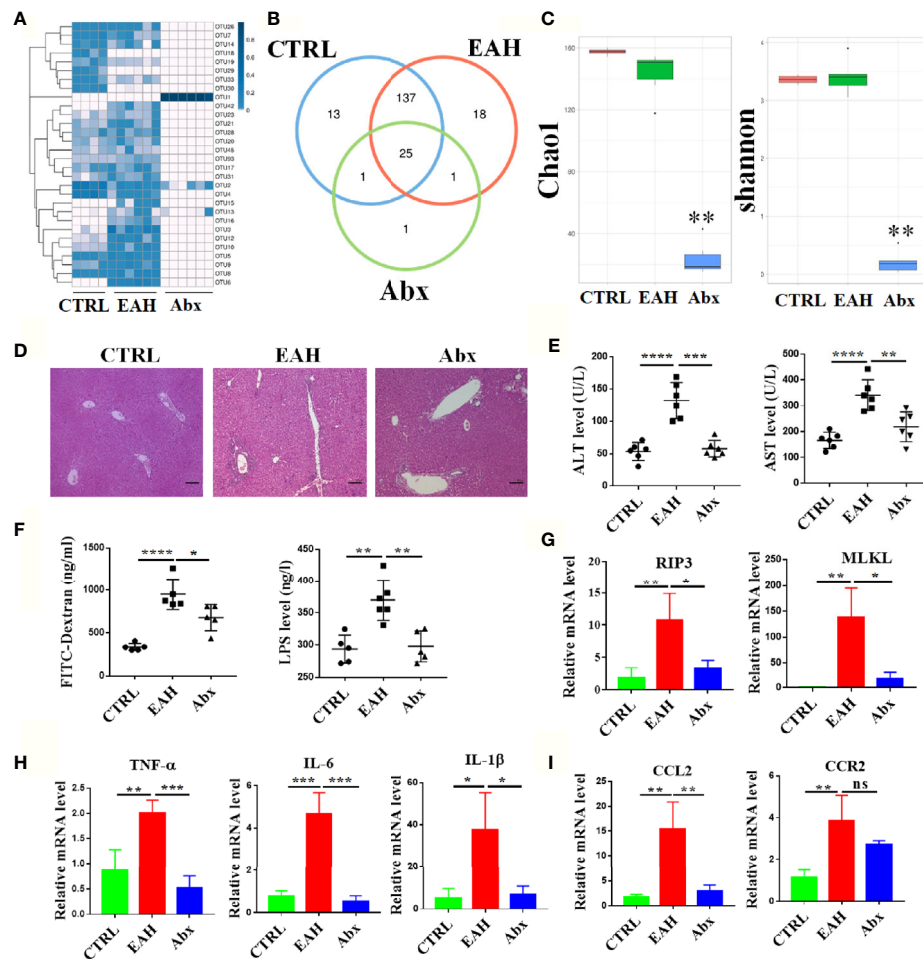 A
OTU26
OTU7
OTU14
OTU18
OTU19
OTU29
OTU33
OTU30
OTU1
OTU42
OTU23
OTU21
OTU28
OTU20
OTU48
OTU93
OTU17
OTU31
OTU2
OTU4
OTU15
OTU13
OTU16
OTU3
OTU12
OTU10
OTU5
OTU9
OTU8
OTU6
0.8
0.6
0.4
0.2
0
CTRL EAH Abx
B
CTRL
EAH
13
137
18
25
1
1
1
Abx
C
Chao1
160
120
80
40
**
CTRL EAH Abx
shannon
4
3
2
1
0
**
CTRL EAH Abx
D
CTRL EAH Abx
E
ALT level (U/L)
200
150
100
50
0
**** ***
CTRL
EAH
Abx
AST level (U/L)
500
400
300
200
100
0
**** **
CTRL
EAH
Abx
F
FITC-Dextran (ng/ml)
1500
1000
500
0
**** *
CTRL
EAH
Abx
LPS level (ng/l)
450
400
350
300
250
** **
CTRL
EAH
Abx
G
RIP3
Relative mRNA level
20
15
10
5
0
** *
CTRL
EAH
Abx
MLKL
Relative mRNA level
250
200
150
100
50
0
** *
CTRL
EAH
Abx
H
TNF-α
Relative mRNA level
2.5
2.0
1.5
1.0
0.5
0.0
** ***
CTRL
EAH
Abx
IL-6
Relative mRNA level
6
4
2
0
*** ***
CTRL
EAH
Abx
IL-1β
Relative mRNA level
80
60
40
20
0
* *
CTRL
EAH
Abx
I
CCL2
Relative mRNA level
25
20
15
10
5
0
** **
CTRL
EAH
Abx
CCR2
Relative mRNA level
6
4
2
0
** ns
CTRL
EAH
Abx